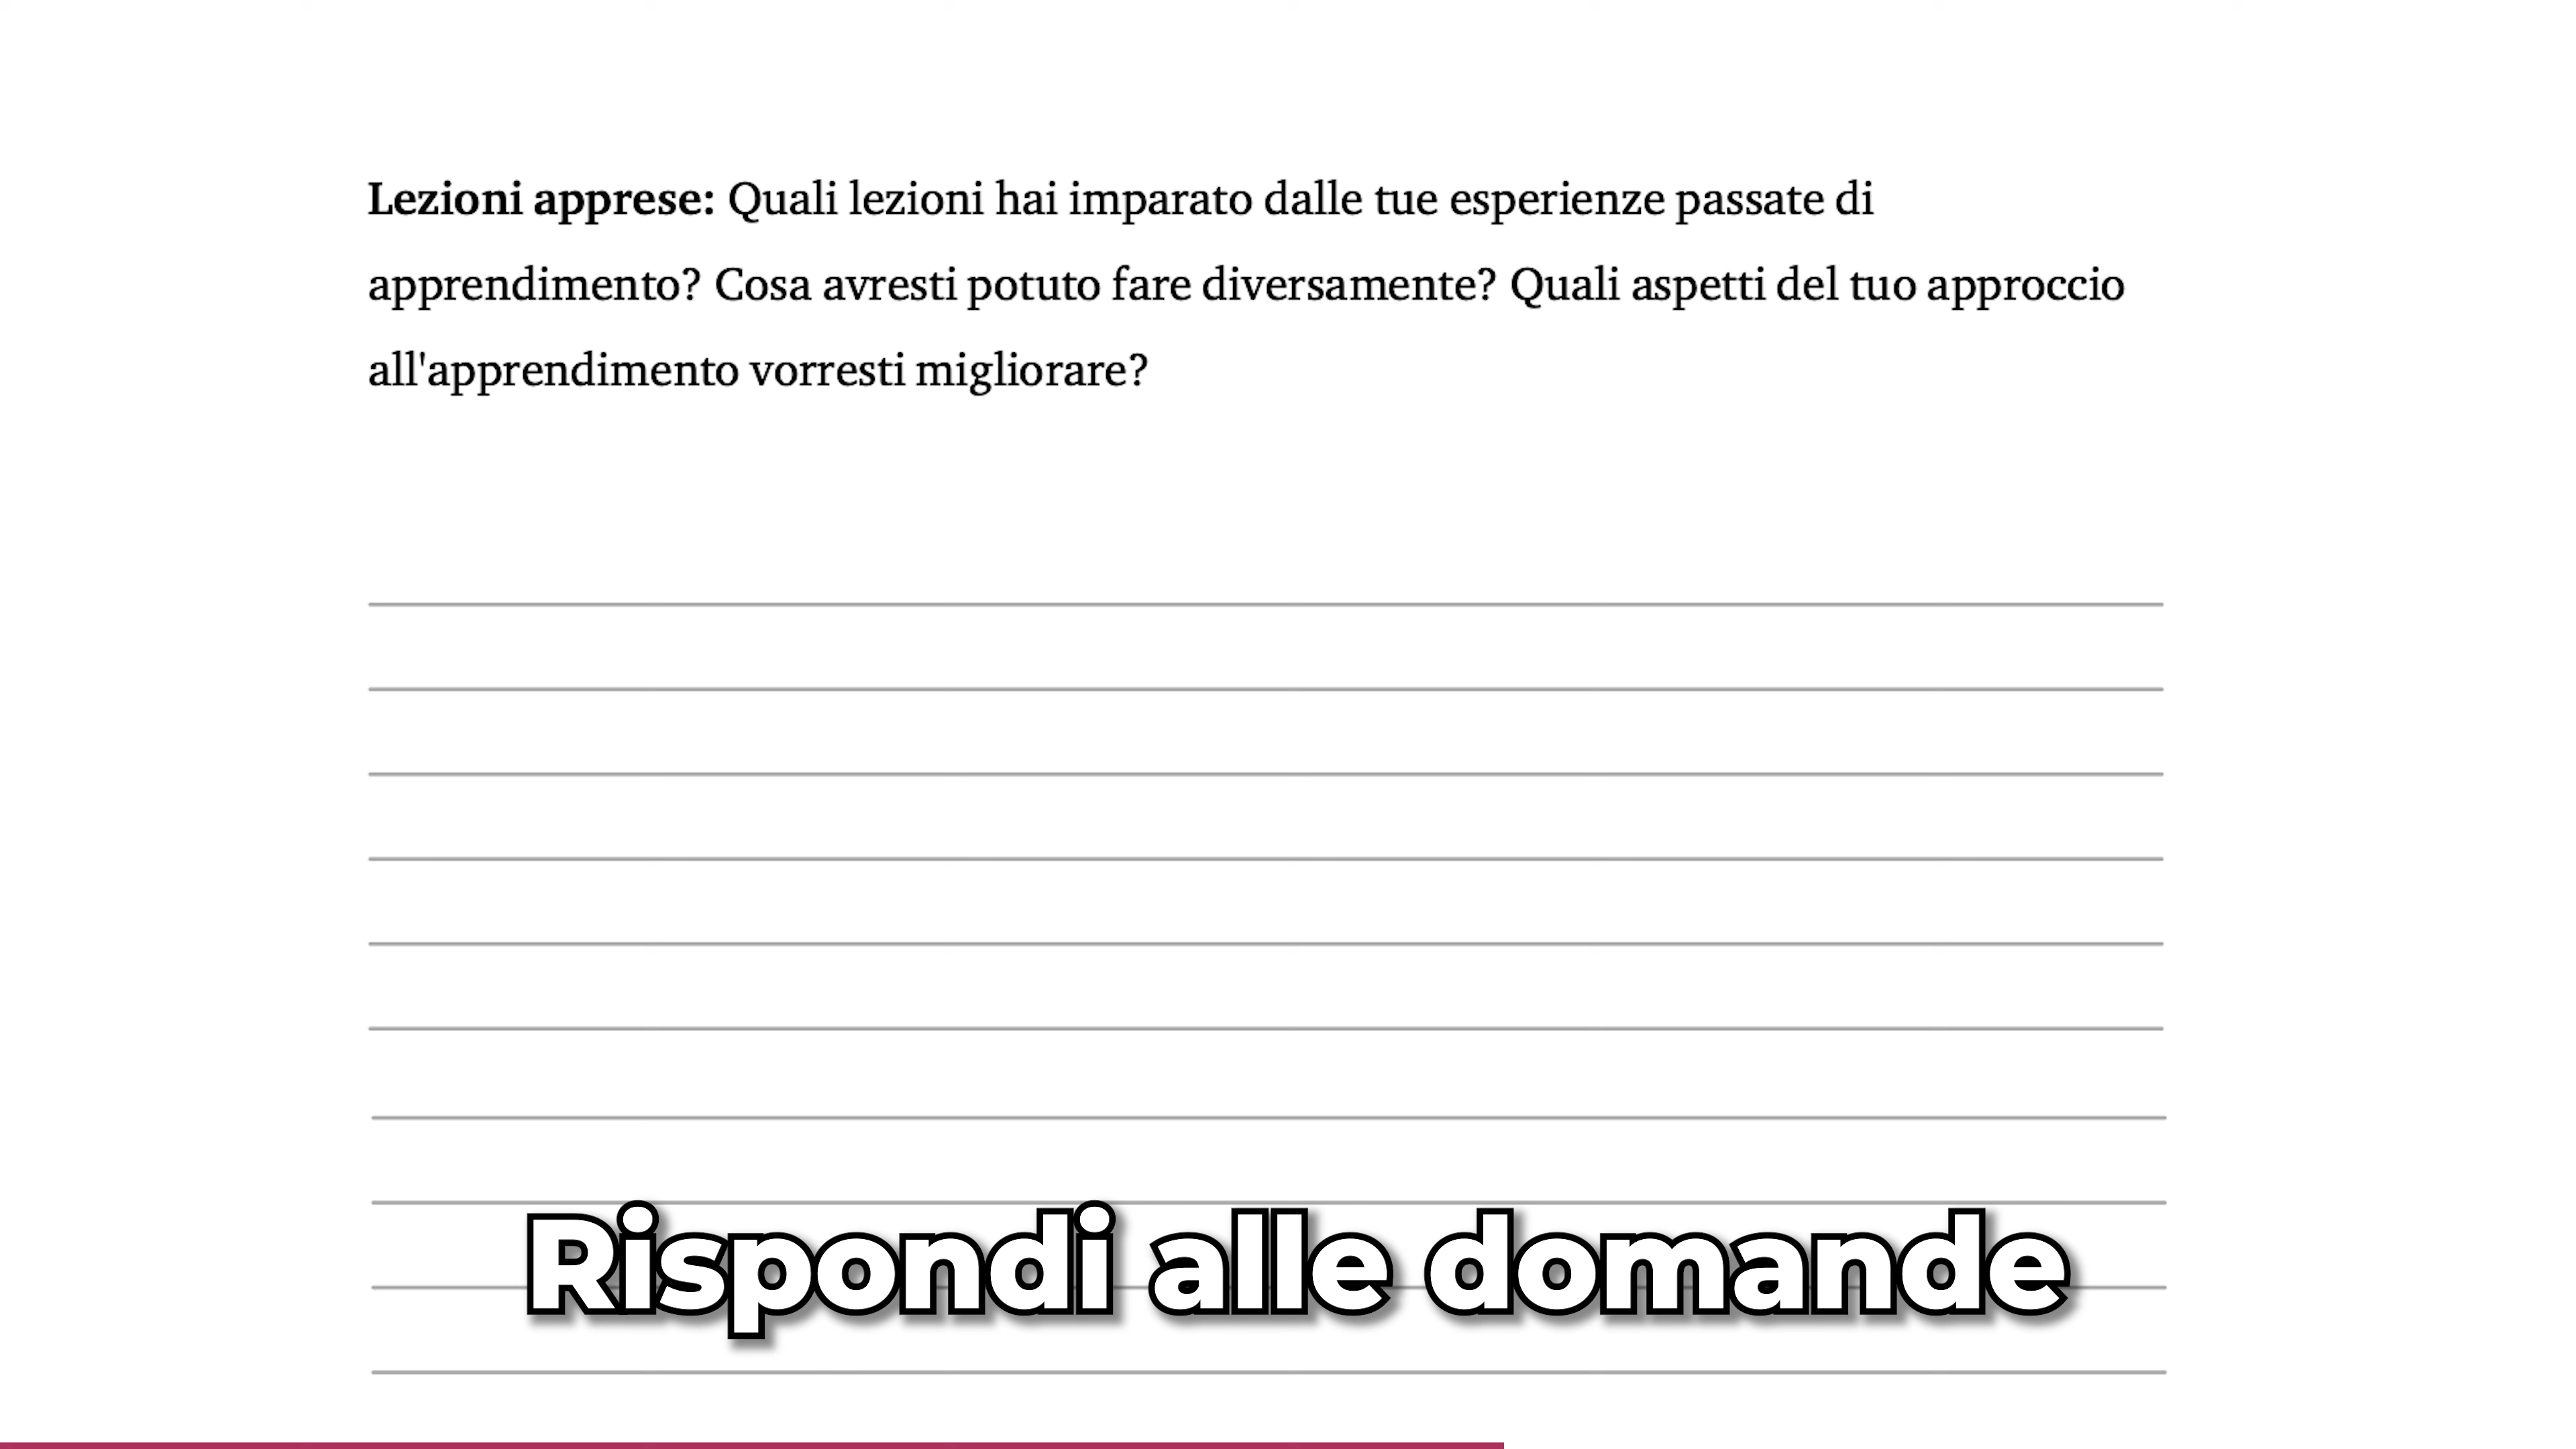 Lezioni apprese: Quali lezioni hai imparato dalle tue esperienze passate di
apprendimento? Cosa avresti potuto fare diversamente? Quali aspetti del tuo approccio
all'apprendimento vorresti migliorare?
Rispondi alle domande